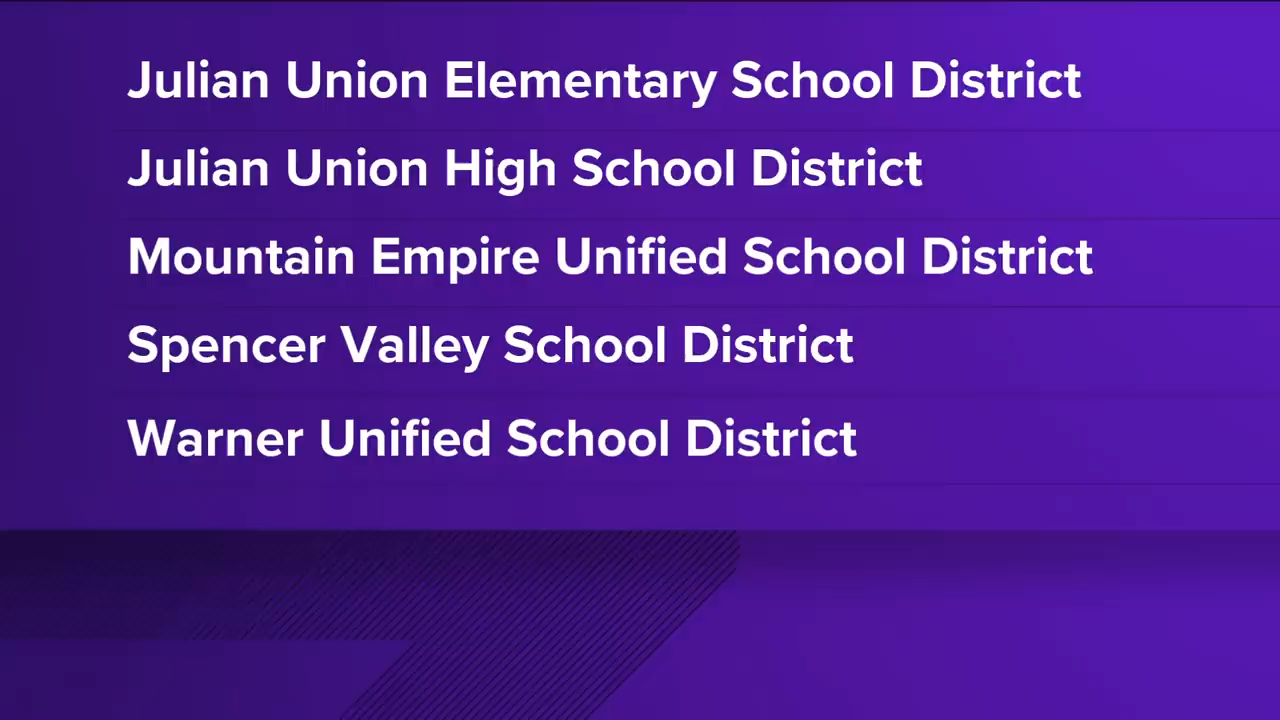 Julian Union Elementary School District
Julian Union High School District
Mountain Empire Unified School District
Spencer Valley School District
Warner Unified School District